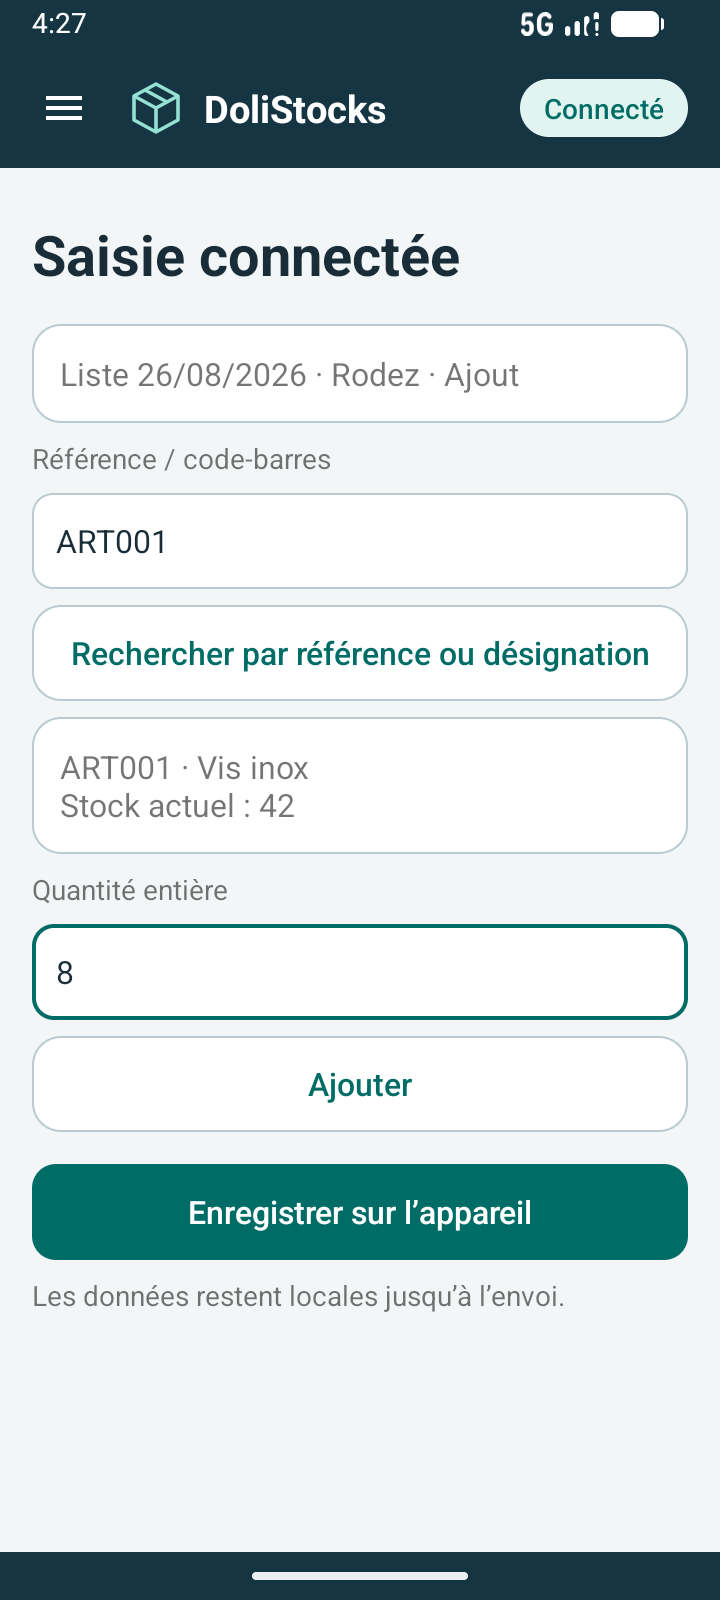 4:27
5G
DoliStocks
Connecté
Saisie connectée
Liste 26/08/2026 · Rodez · Ajout
Référence / code-barres
ART001
Rechercher par référence ou désignation
ART001 · Vis inox
Stock actuel : 42
Quantité entière
8
Ajouter
Enregistrer sur l’appareil
Les données restent locales jusqu’à l’envoi.